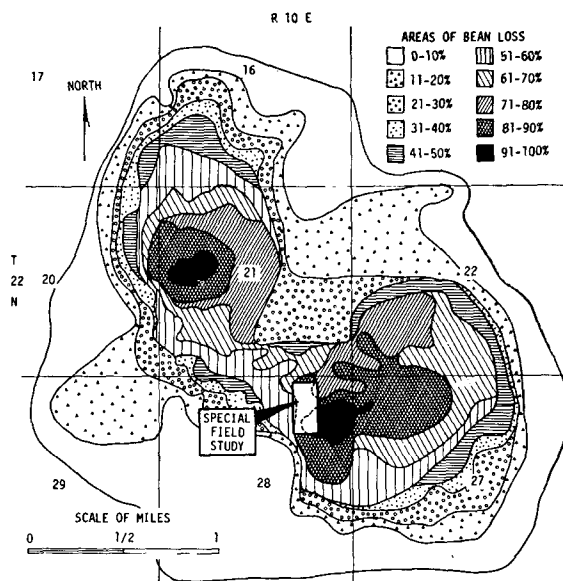 R 10 E
AREAS OF BEAN LOSS
0-10%
11-20%
21-30%
31-40%
41-50%
51-60%
61-70%
71-80%
81-90%
91-100%
17
16
NORTH
T
22
N
20
21
22
SPECIAL
FIELD
STUDY
29
28
27
SCALE OF MILES
0
1/2
1